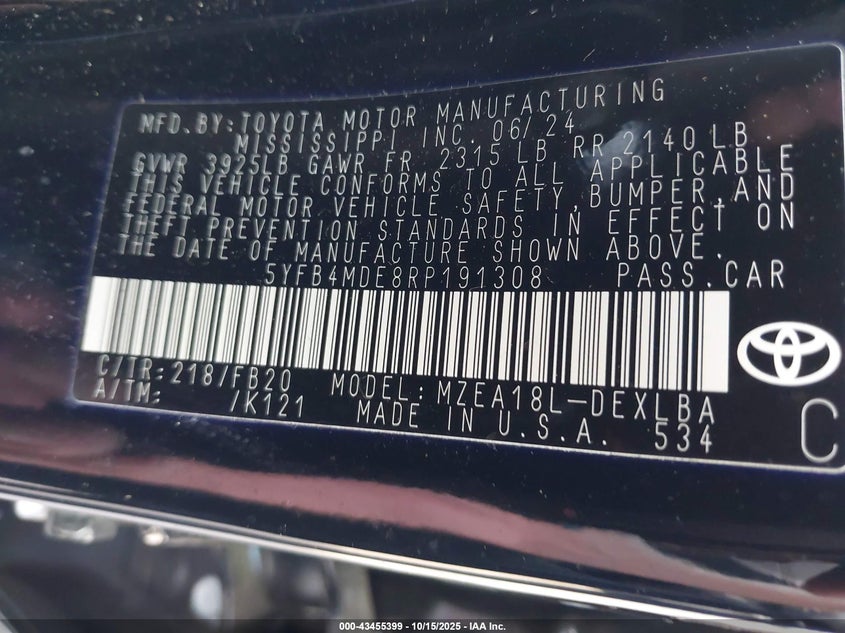 MFD. BY: TOYOTA MOTOR MANUFACTURING
MISSISSIPPI INC. 06/24
GVWR 3925LB GAWR FR 2315 LB RR 2140 LB
THIS VEHICLE CONFORMS TO ALL APPLICABLE
FEDERAL MOTOR VEHICLE SAFETY, BUMPER, AND
THEFT PREVENTION STANDARDS IN EFFECT ON
THE DATE OF MANUFACTURE SHOWN ABOVE.
5YFB4MDE8RP191308 PASS. CAR
C/TR: 218/FB20 MODEL: MZEA18L-DEXLBA
A/TM: /K121 MADE IN U.S.A. 534
C
000-43455399 - 10/15/2025 - IAA Inc.